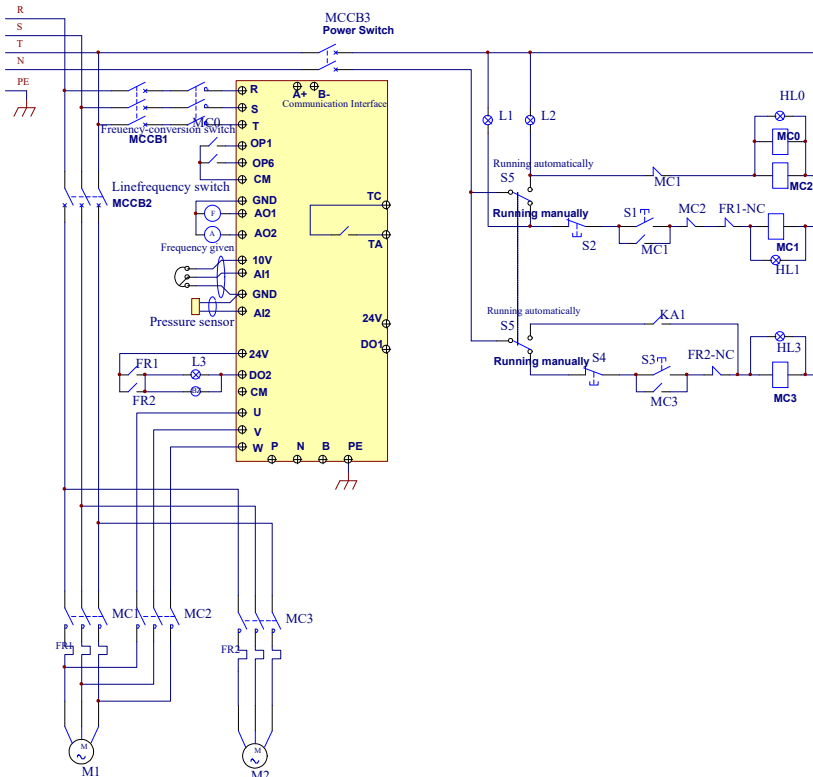 R
S
T
N
PE
MCCB3
Power Switch
A+ B-
Communication Interface
R
S
T
MC0
Freuency-conversion switch
MCCB1
OP1
OP6
CM
Linefrequency switch
MCCB2
GND
F
AO1
A
AO2
Frequency given
10V
AI1
GND
AI2
Pressure sensor
TC
TA
24V
DO1
24V
FR1
L3
DO2
FR2
CM
U
V
W
P N B PE
L1
L2
HL0
MC0
MC2
Running automatically
S5
MC1
Running manually
S2
S1
MC1
MC2
FR1-NC
MC1
HL1
Running automatically
S5
KA1
Running manually
S4
S3
MC3
FR2-NC
HL3
MC3
MC1
MC2
MC3
FR1
FR2
M
M1
M
M2